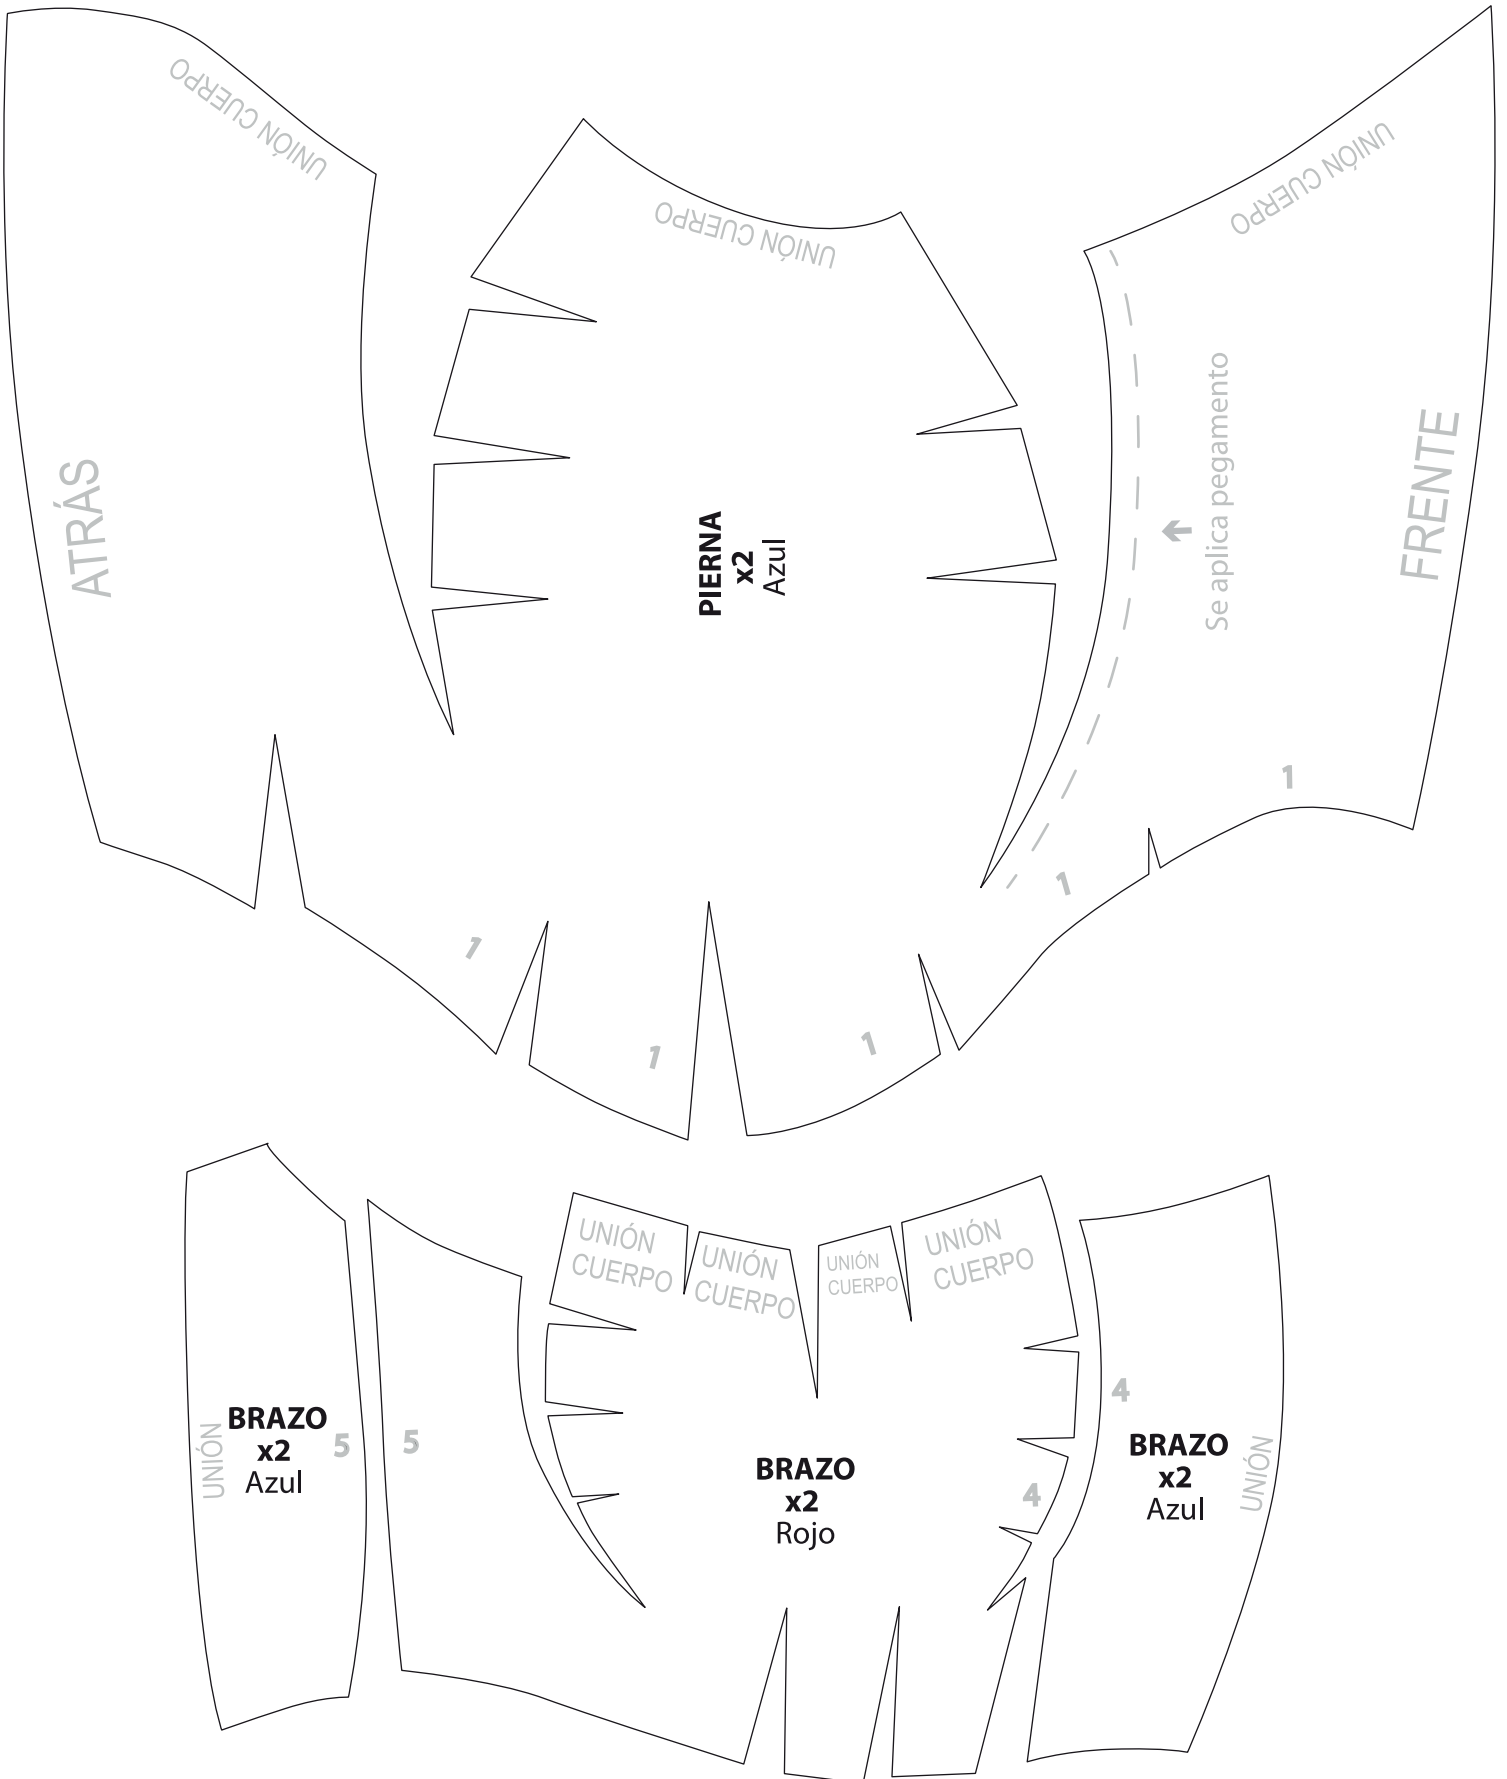 UNIÓN CUERPO
UNIÓN CUERPO
UNIÓN CUERPO
ATRÁS
PIERNA
x2
Azul
Se aplica pegamento
FRENTE
1
1
1
1
1
UNIÓN
CUERPO
UNIÓN
CUERPO
UNIÓN
CUERPO
UNIÓN
CUERPO
UNIÓN
BRAZO
x2
Azul
5
5
BRAZO
x2
Rojo
4
4
BRAZO
x2
Azul
UNIÓN